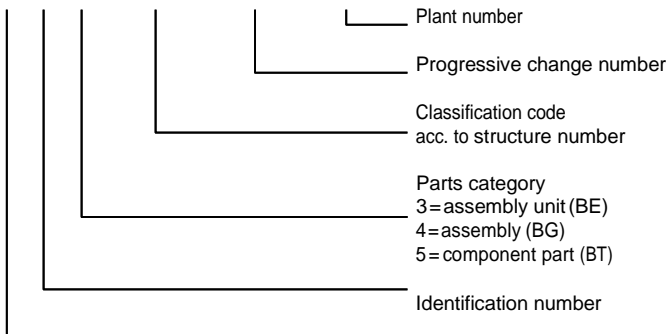 Plant number
Progressive change number
Classification code
acc. to structure number
Parts category
3=assembly unit (BE)
4=assembly (BG)
5=component part (BT)
Identification number